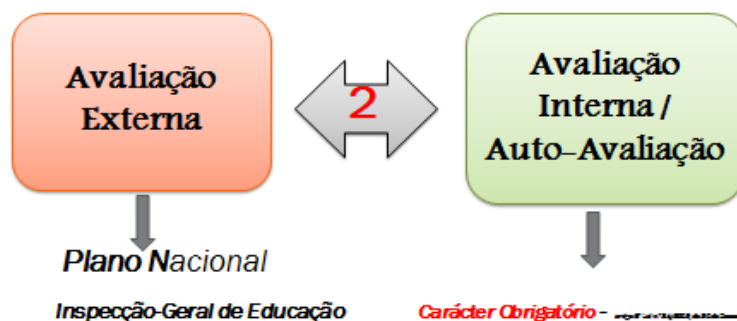 Avaliação
Externa
2
Avaliação
Interna /
Auto-Avaliação
Plano Nacional
Inspecção-Geral de Educação
Carácter Obrigatório -